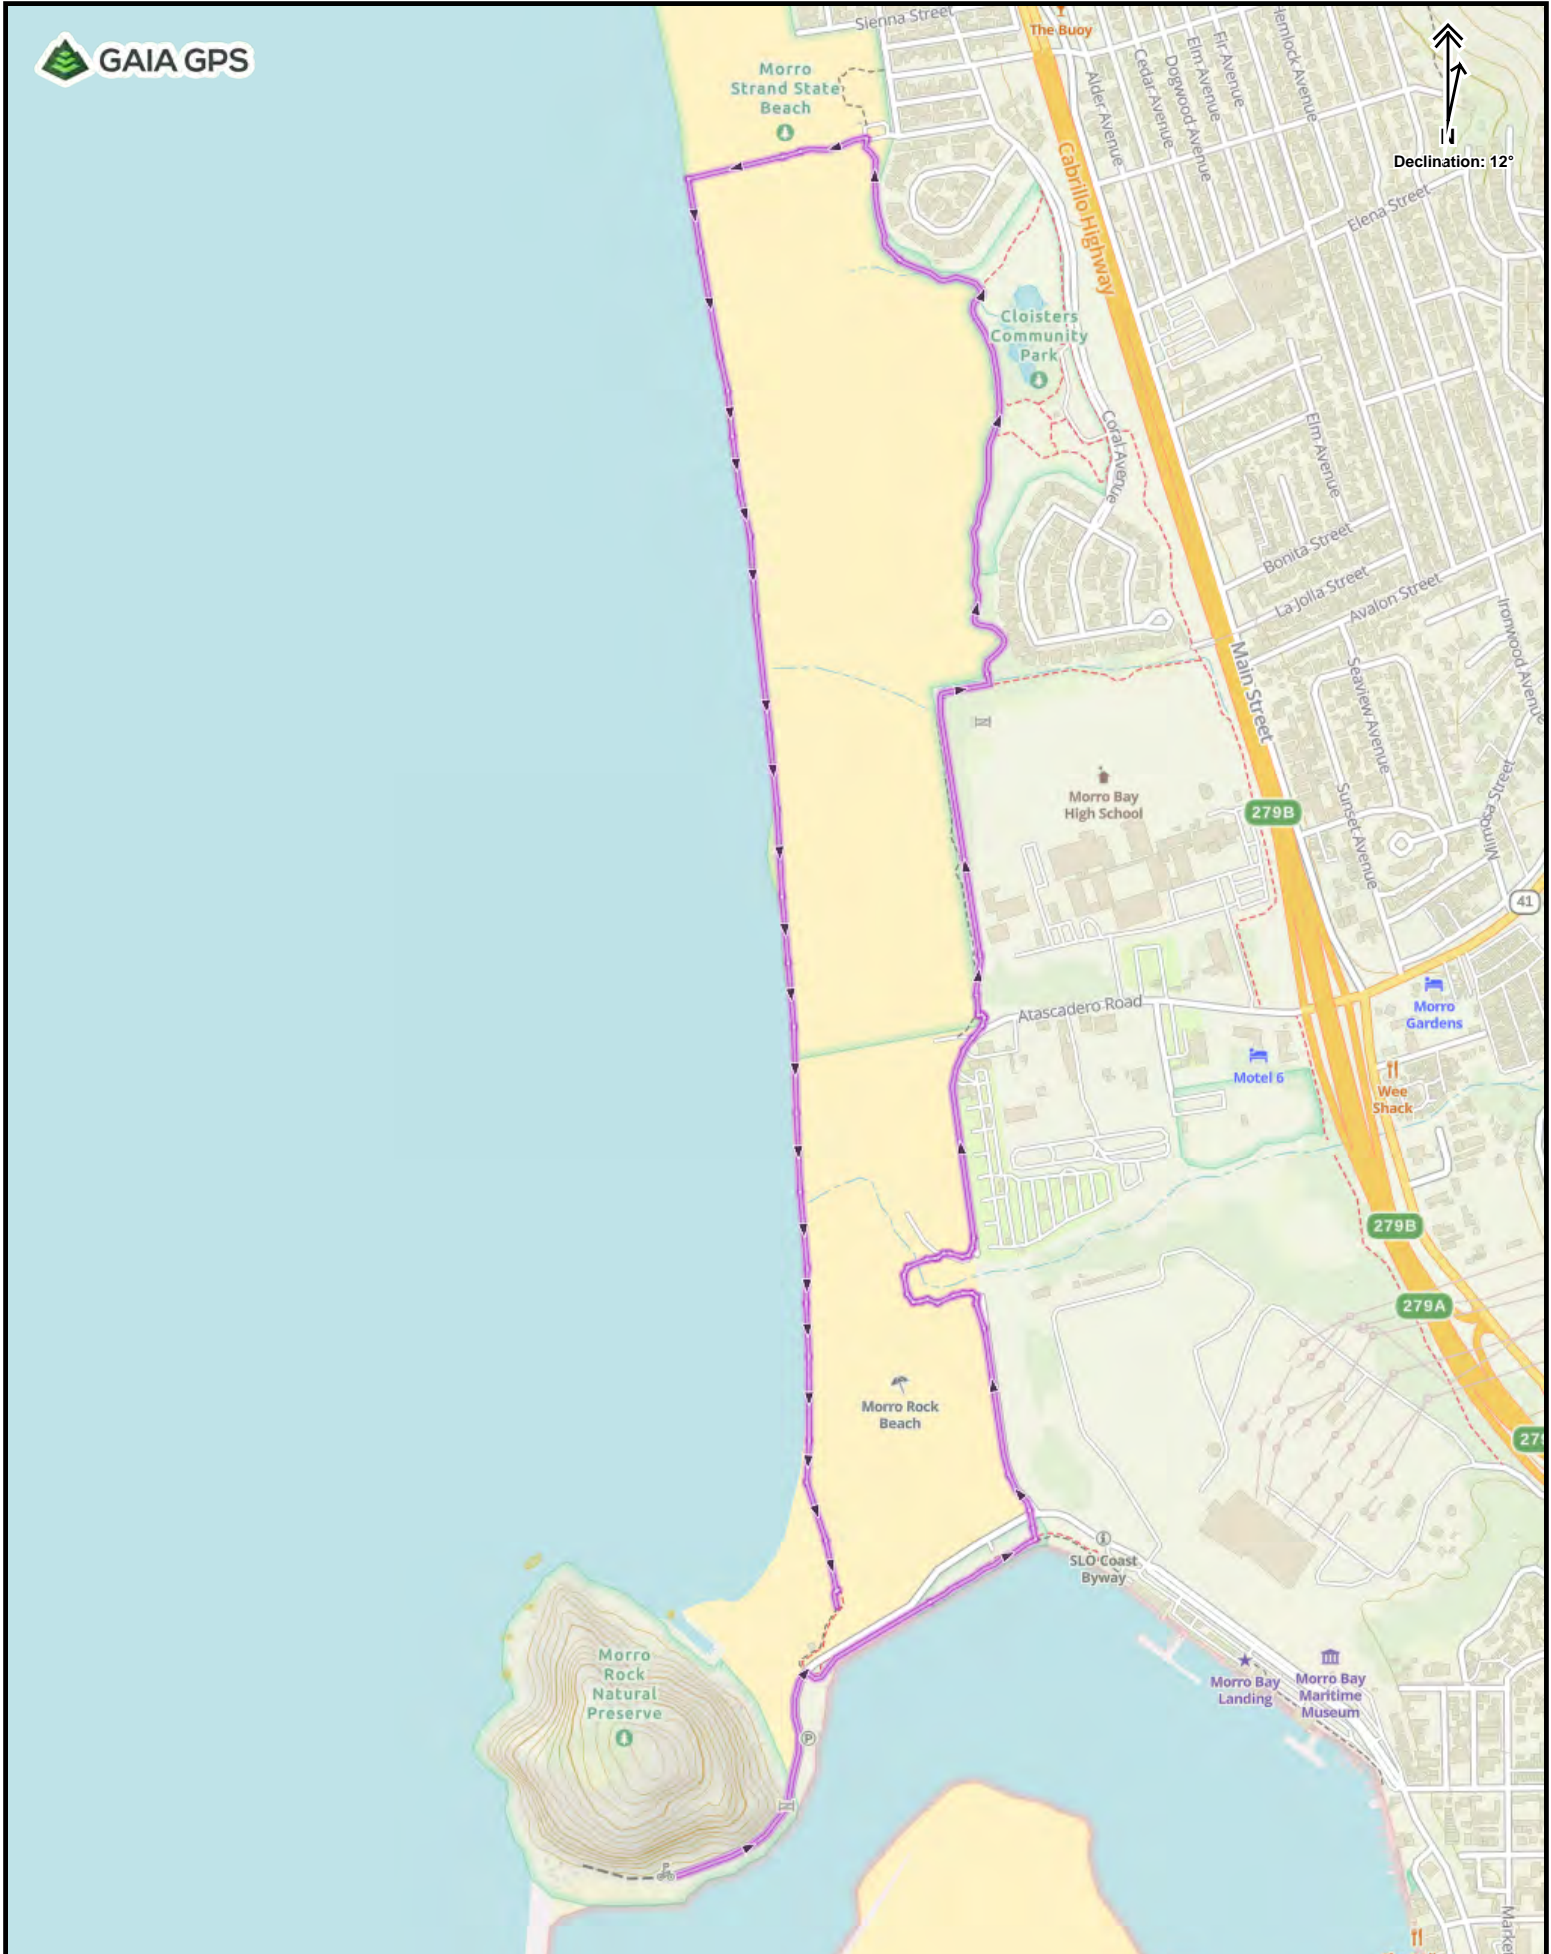 GAIA GPS
Sienna Street
The Buoy
Morro
Strand State
Beach
Alder Avenue
Cedar Avenue
Dogwood Avenue
Elm Avenue
Fir Avenue
Hemlock Avenue
N
Declination: 12°
Cabrillo Highway
Elena Street
Cloisters
Community
Park
Coral Avenue
Elm Avenue
Bonita Street
La Jolla Street
Avalon Street
Ironwood Avenue
Main Street
Seaview Avenue
Morro Bay
High School
279B
Sunset Avenue
Mimosa Street
41
Atascadero Road
Morro
Gardens
Motel 6
Wee
Shack
279B
279A
Morro Rock
Beach
SLO Coast
Byway
Morro
Rock
Natural
Preserve
P
Morro Bay
Landing
Morro Bay
Maritime
Museum